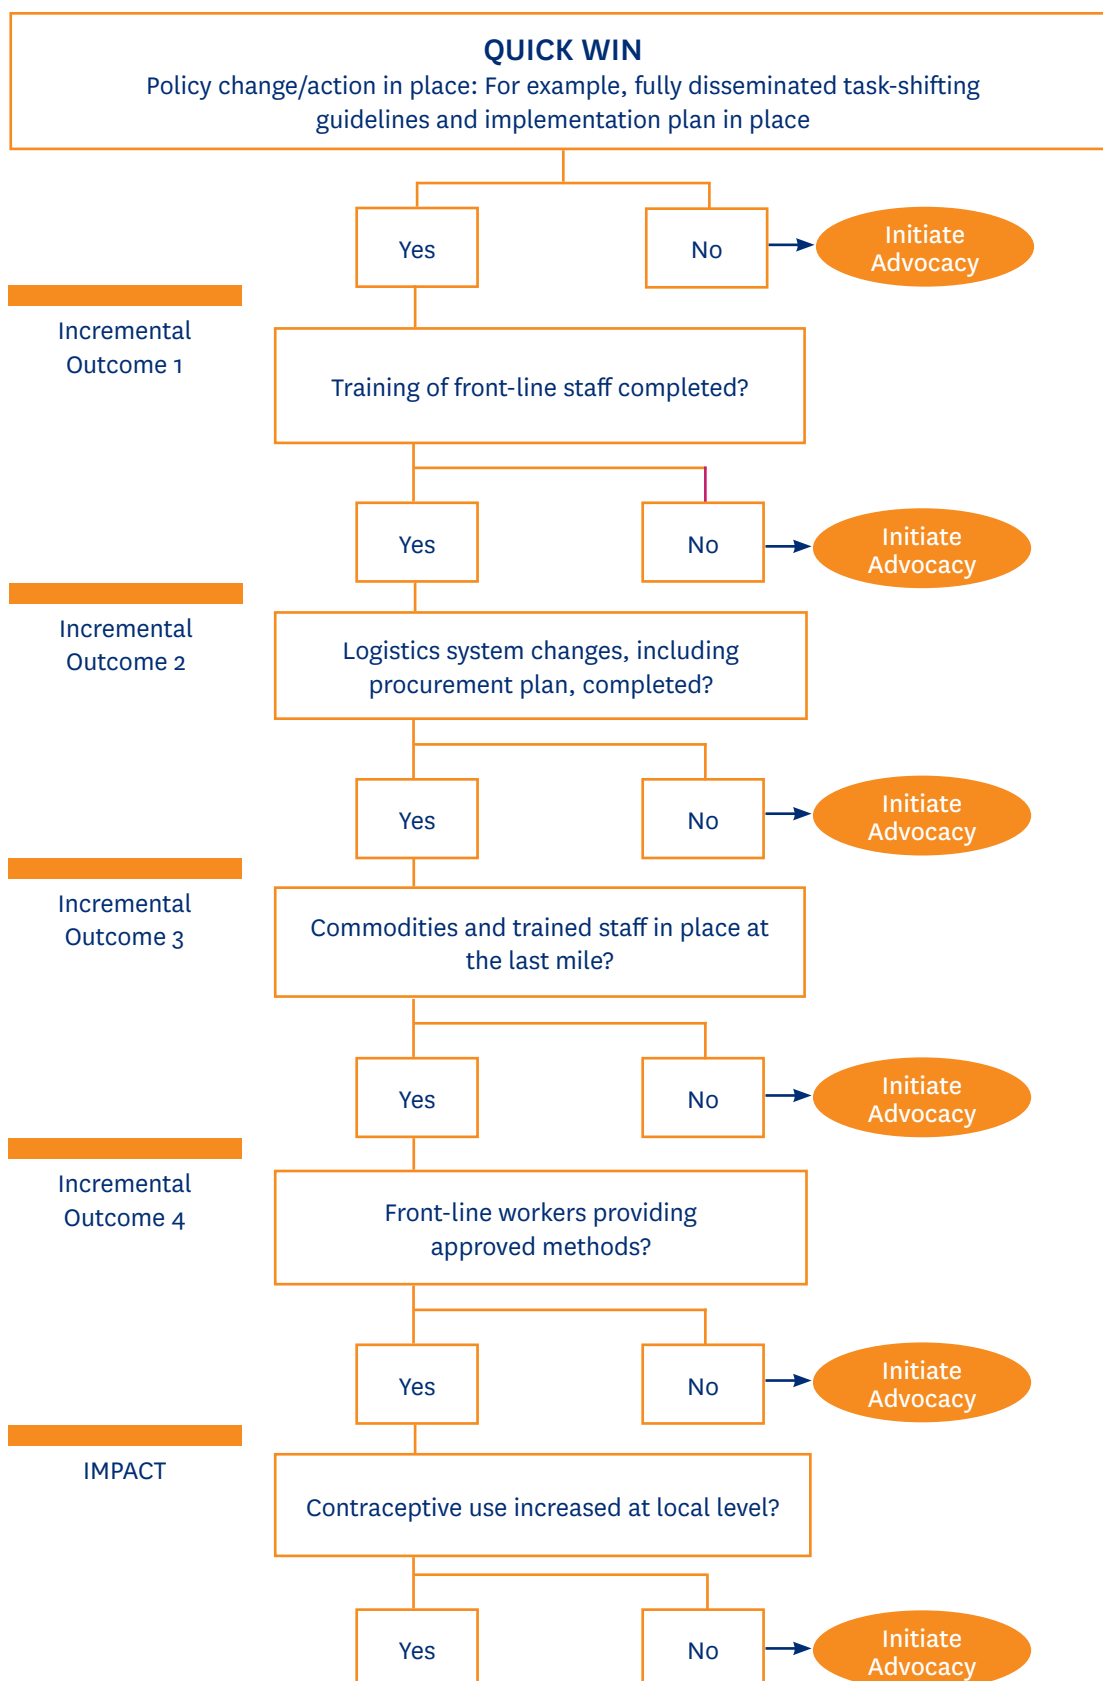 QUICK WIN
Policy change/action in place: For example, fully disseminated task-shifting
guidelines and implementation plan in place
Yes
No
Initiate
Advocacy
Incremental
Outcome 1
Training of front-line staff completed?
Yes
No
Initiate
Advocacy
Incremental
Outcome 2
Logistics system changes, including
procurement plan, completed?
Yes
No
Initiate
Advocacy
Incremental
Outcome 3
Commodities and trained staff in place at
the last mile?
Yes
No
Initiate
Advocacy
Incremental
Outcome 4
Front-line workers providing
approved methods?
Yes
No
Initiate
Advocacy
IMPACT
Contraceptive use increased at local level?
Yes
No
Initiate
Advocacy